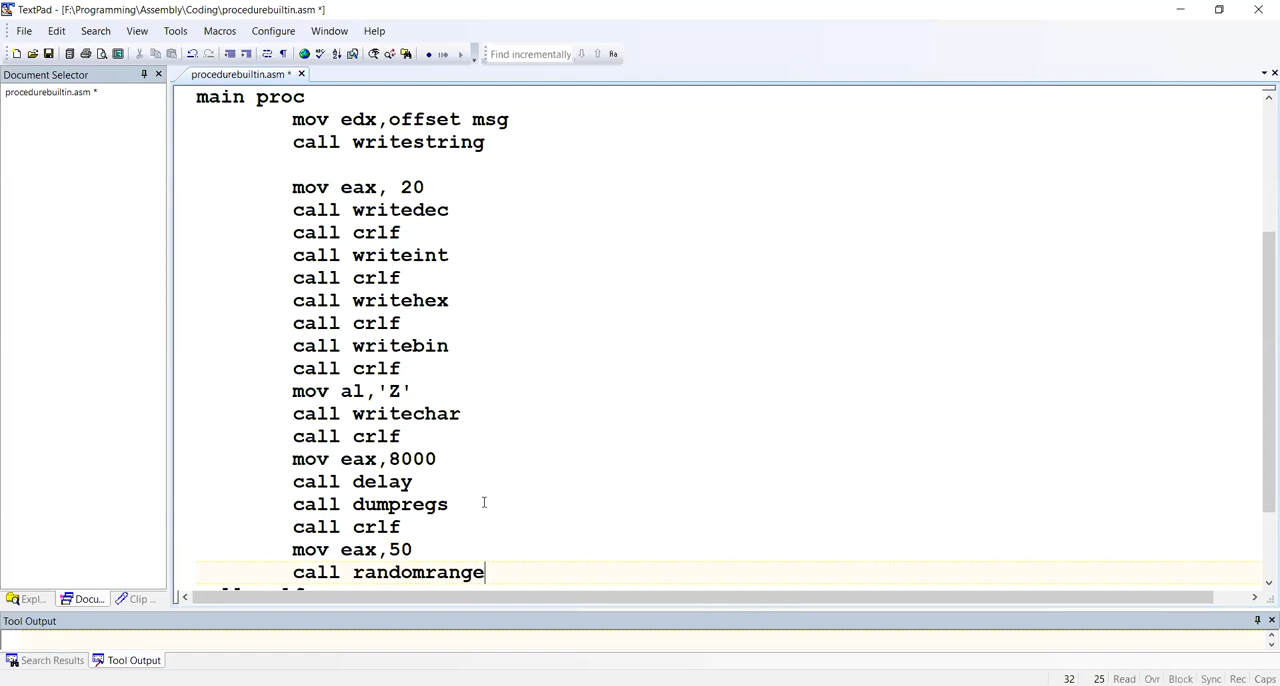 TextPad - [F:\Programming\Assembly\Coding\procedurebuiltin.asm *]
File Edit Search View Tools Macros Configure Window Help
Find incrementally
Document Selector
procedurebuiltin.asm *
procedurebuiltin.asm *
main proc
mov edx,offset msg
call writestring
mov eax, 20
call writedec
call crlf
call writeint
call crlf
call writehex
call crlf
call writebin
call crlf
mov al,'Z'
call writechar
call crlf
mov eax,8000
call delay
call dumpregs
call crlf
mov eax,50
call randomrange
Expl... Docu... Clip ...
Tool Output
Search Results Tool Output
32 25 Read Ovr Block Sync Rec Caps